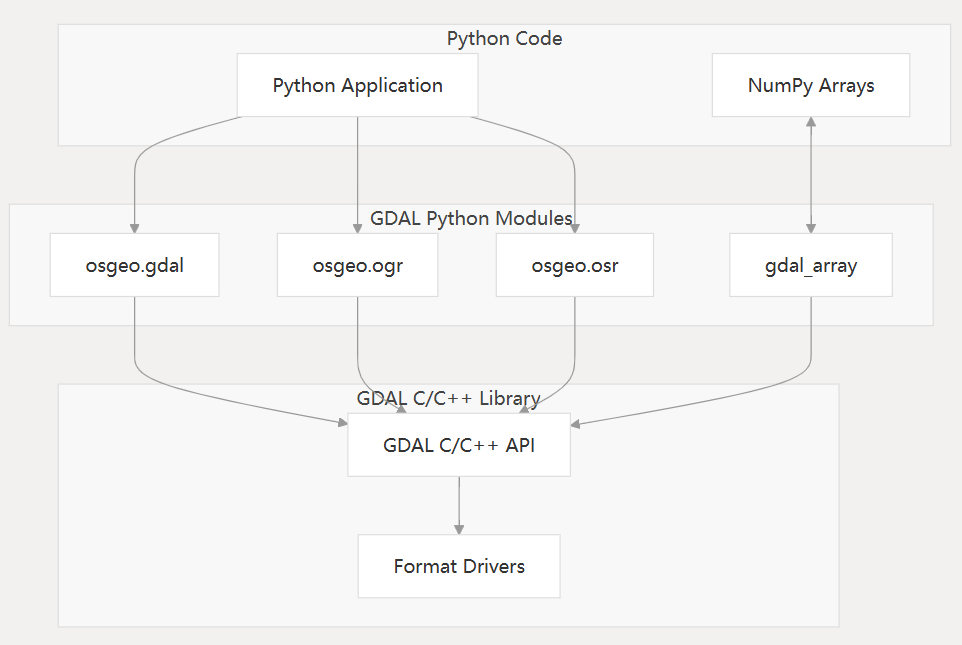 Python Code
Python Application
NumPy Arrays
GDAL Python Modules
osgeo.gdal
osgeo.ogr
osgeo.osr
gdal_array
GDAL C/C++ Library
GDAL C/C++ API
Format Drivers